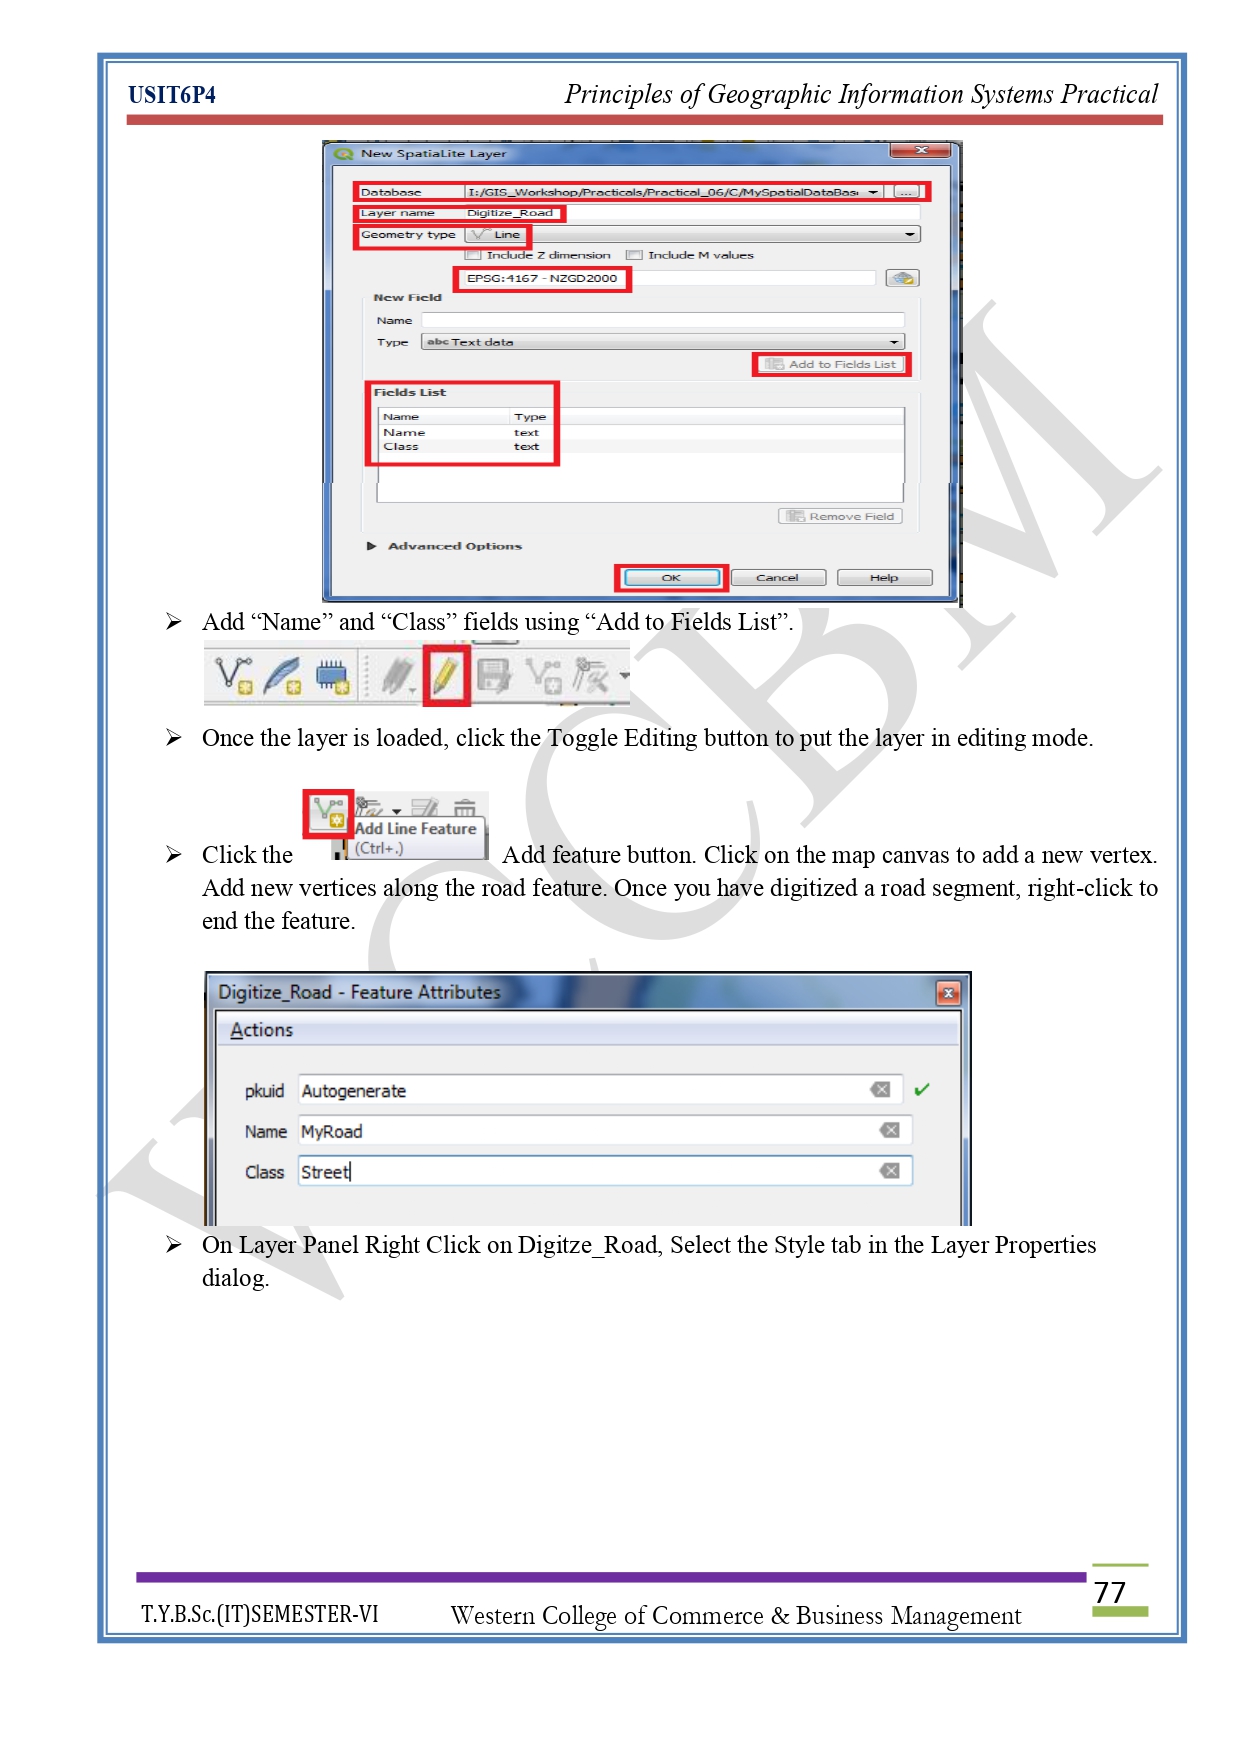 USIT6P4 Principles of Geographic Information Systems Practical
New SpatiaLite Layer
Database I:/GIS_Workshop/Practicals/Practical_06/C/MySpatialDataBas ...
Layer name Digitize_Road
Geometry type Line
Include Z dimension Include M values
EPSG:4167 - NZGD2000
New Field
Name
Type abc Text data
Add to Fields List
Fields List
Name Type
Name text
Class text
Remove Field
Advanced Options
OK Cancel Help
➢ Add “Name” and “Class” fields using “Add to Fields List”.
➢ Once the layer is loaded, click the Toggle Editing button to put the layer in editing mode.
Add Line Feature
(Ctrl+.)
➢ Click the Add feature button. Click on the map canvas to add a new vertex.
Add new vertices along the road feature. Once you have digitized a road segment, right-click to
end the feature.
Digitize_Road - Feature Attributes
Actions
pkuid Autogenerate
Name MyRoad
Class Street
➢ On Layer Panel Right Click on Digitze_Road, Select the Style tab in the Layer Properties
dialog.
WCCBM
77
T.Y.B.Sc.(IT)SEMESTER-VI Western College of Commerce & Business Management